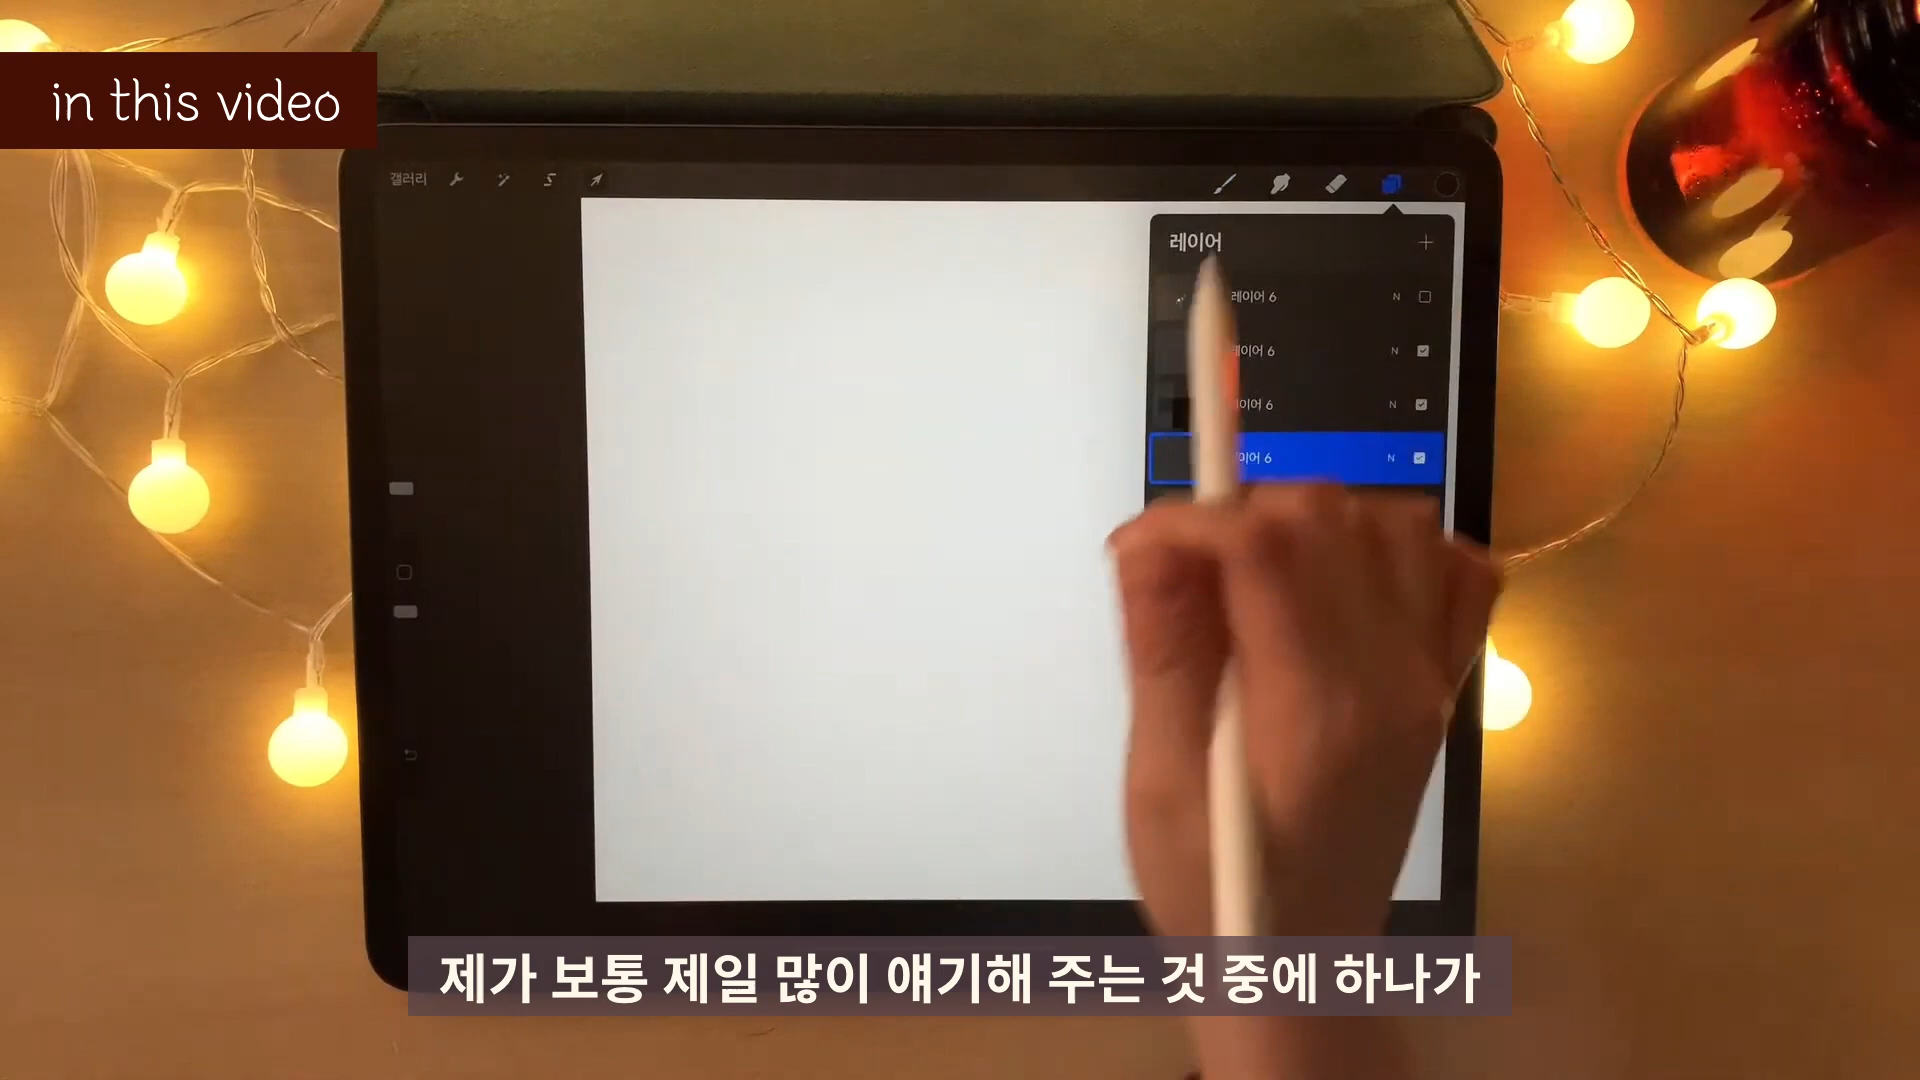 in this video
갤러리
레이어
레이어 6 N
레이어 6 N
레이어 6 N
레이어 6 N
제가 보통 제일 많이 얘기해 주는 것 중에 하나가